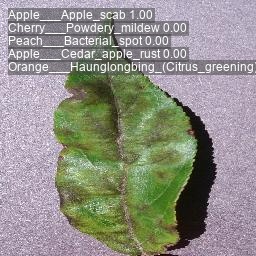 Apple___Apple_scab 1.00
Cherry___Powdery_mildew 0.00
Peach___Bacterial_spot 0.00
Apple___Cedar_apple_rust 0.00
Orange___Haunglongbing_(Citrus_greening)